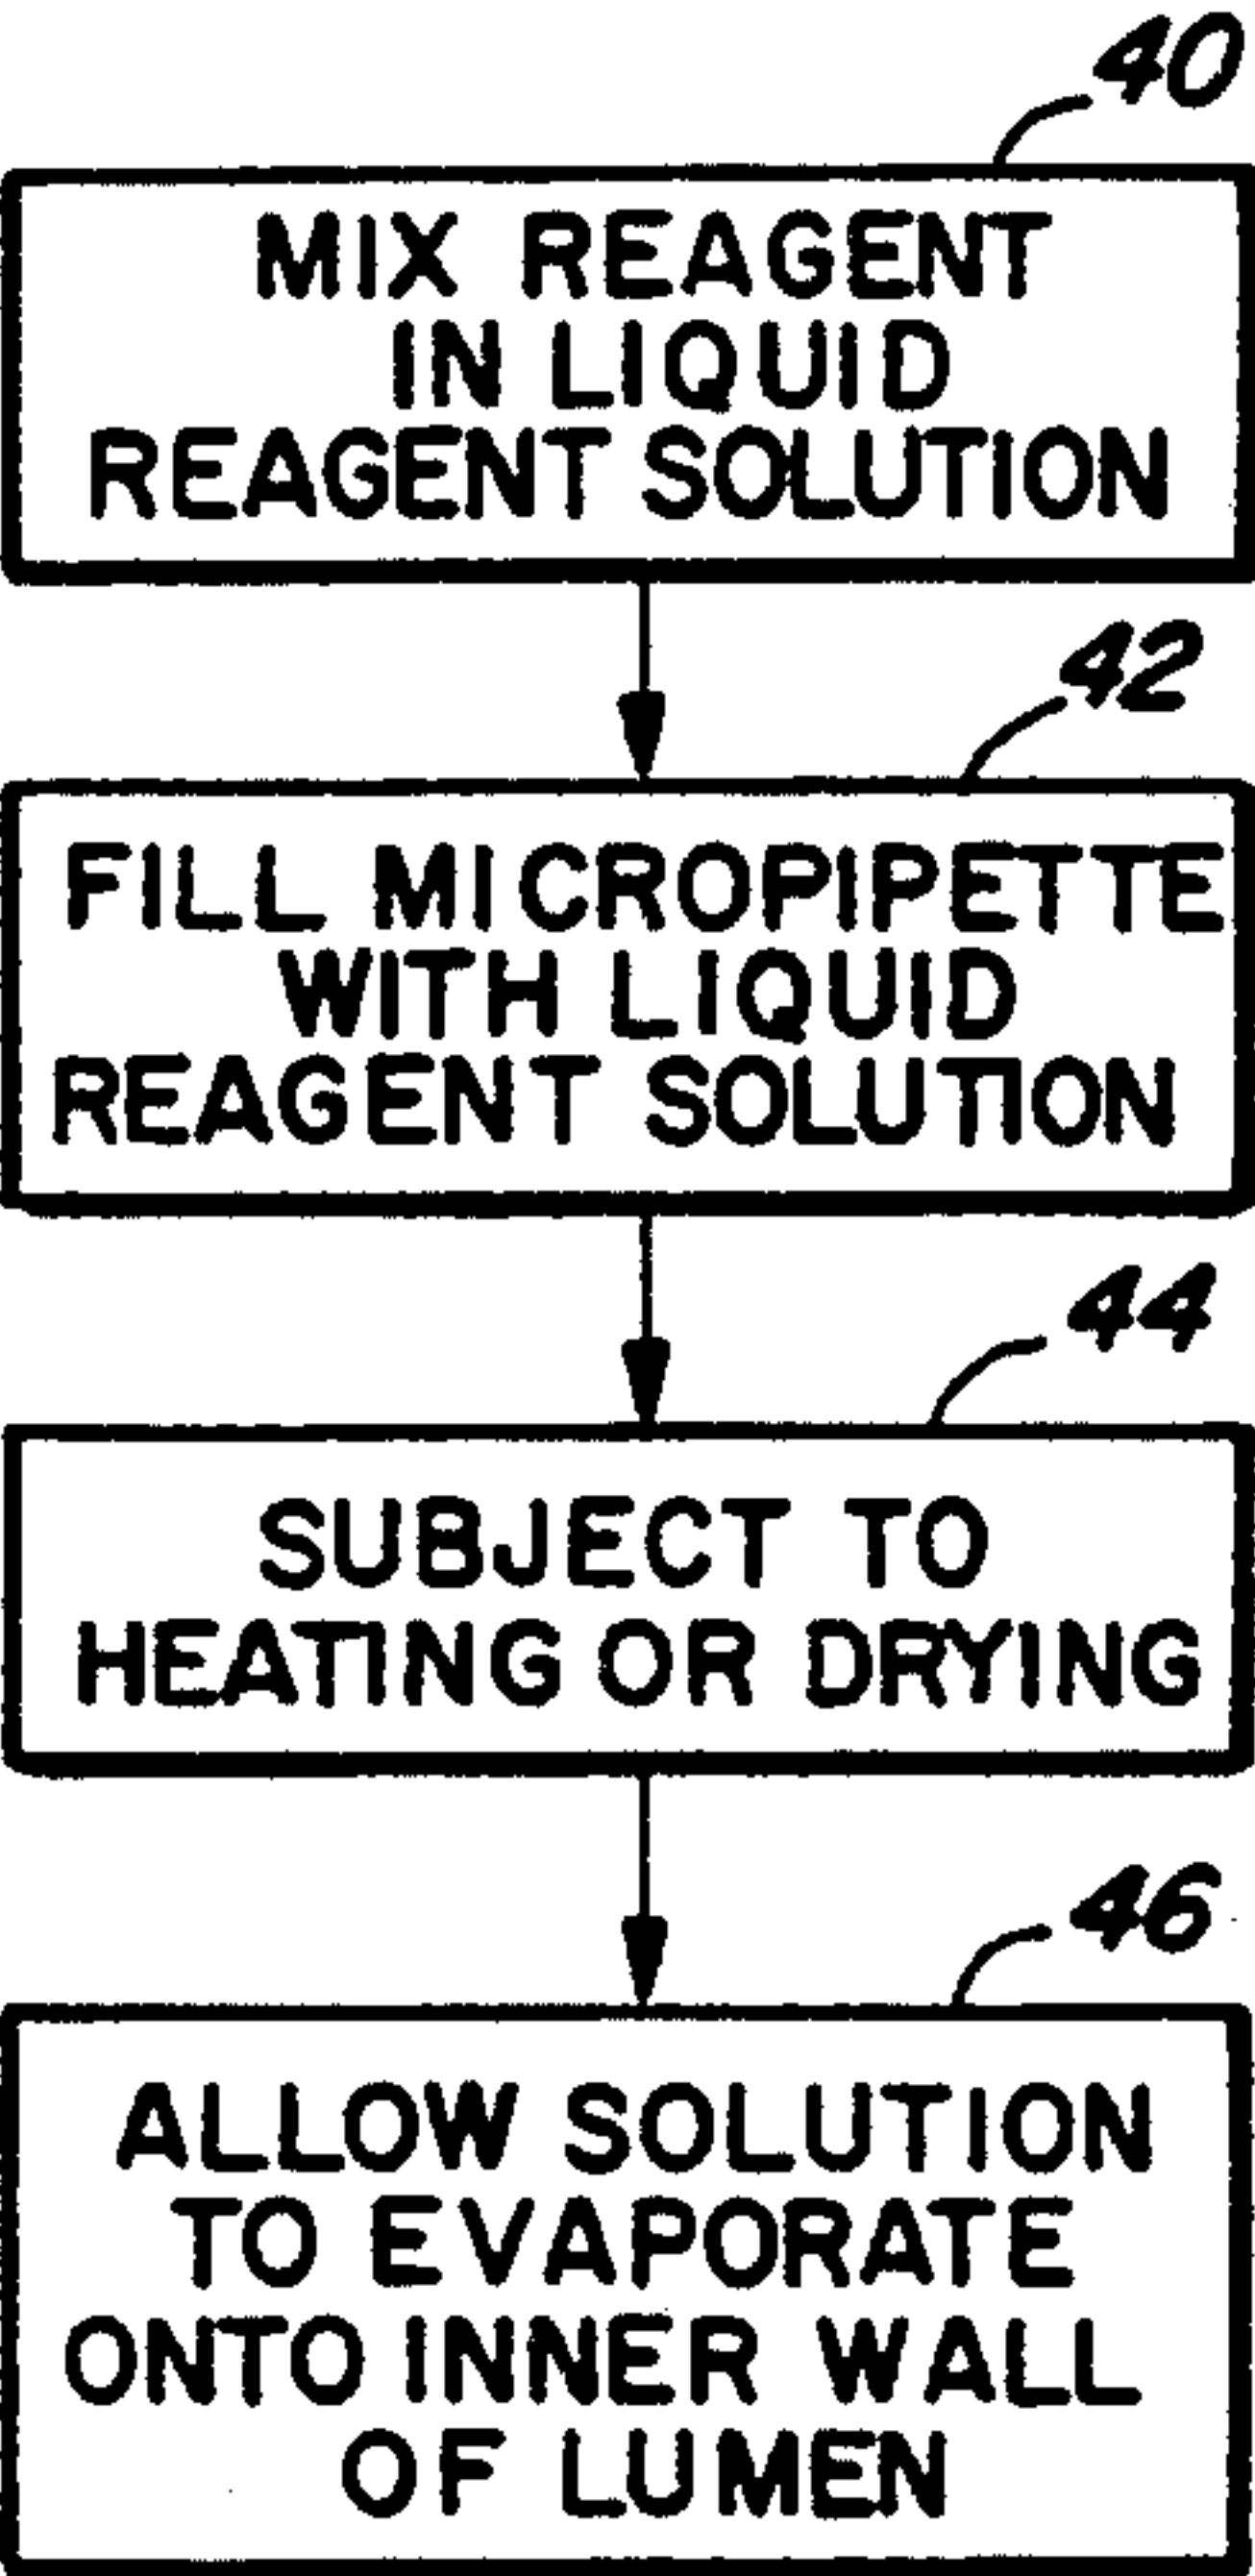 40
MIX REAGENT
IN LIQUID
REAGENT SOLUTION
42
FILL MICROPIPETTE
WITH LIQUID
REAGENT SOLUTION
44
SUBJECT TO
HEATING OR DRYING
46
ALLOW SOLUTION
TO EVAPORATE
ONTO INNER WALL
OF LUMEN